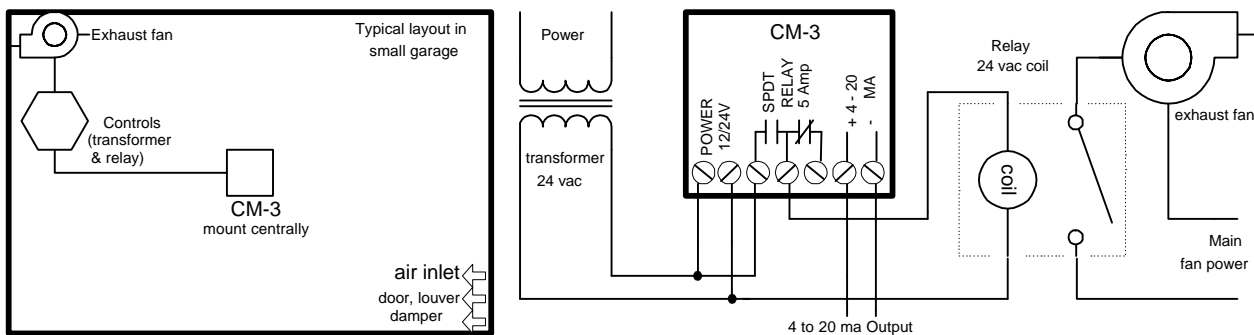 Exhaust fan
Typical layout in
small garage
Controls
(transformer
& relay)
CM-3
mount centrally
air inlet
door, louver
damper
Power
transformer
24 vac
CM-3
POWER
12/24V
SPDT
RELAY
5 Amp
+ 4 - 20
- MA
4 to 20 ma Output
Relay
24 vac coil
coil
exhaust fan
Main
fan power